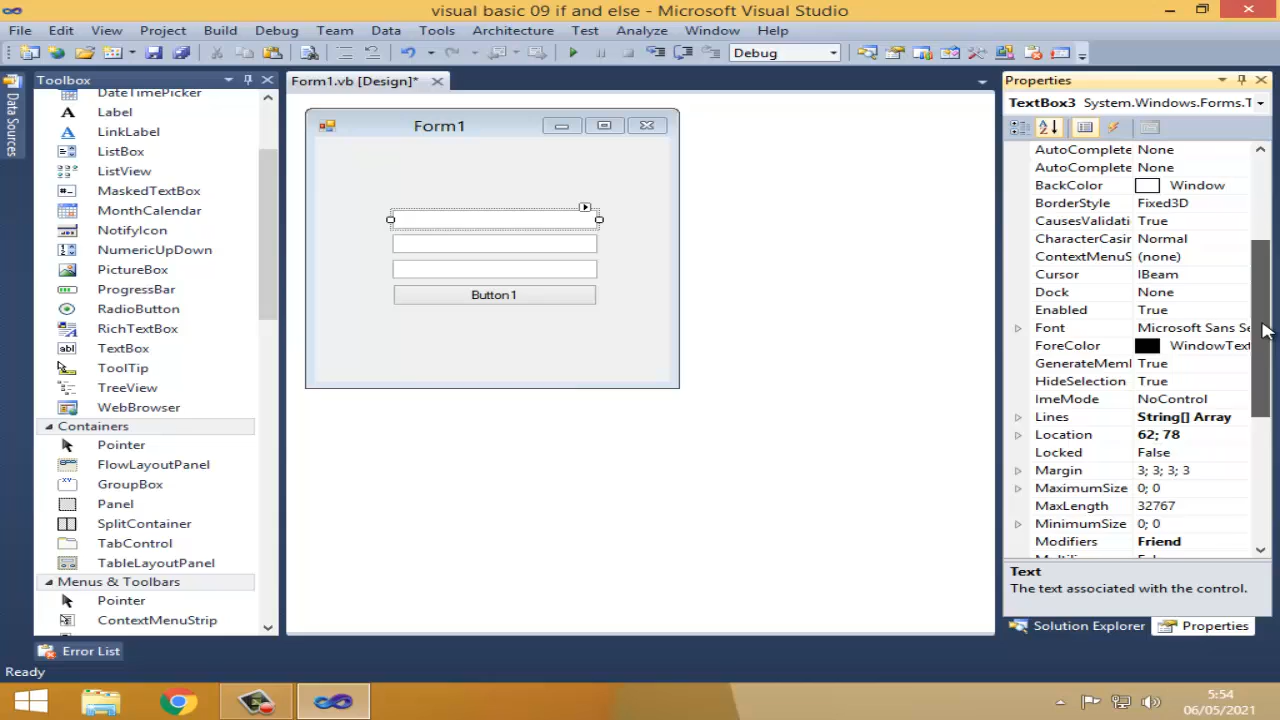 visual basic 09 if and else - Microsoft Visual Studio
File Edit View Project Build Debug Team Data Tools Architecture Test Analyze Window Help
Debug
Data Sources
Toolbox
DateTimePicker
Label
LinkLabel
ListBox
ListView
MaskedTextBox
MonthCalendar
NotifyIcon
NumericUpDown
PictureBox
ProgressBar
RadioButton
RichTextBox
TextBox
ToolTip
TreeView
WebBrowser
Containers
Pointer
FlowLayoutPanel
GroupBox
Panel
SplitContainer
TabControl
TableLayoutPanel
Menus & Toolbars
Pointer
ContextMenuStrip
Form1.vb [Design]*
Form1
Button1
Properties
TextBox3 System.Windows.Forms.T
AutoComplete None
AutoComplete None
BackColor Window
BorderStyle Fixed3D
CausesValidati True
CharacterCasin Normal
ContextMenuS (none)
Cursor IBeam
Dock None
Enabled True
Font Microsoft Sans Se
ForeColor WindowText
GenerateMeml True
HideSelection True
ImeMode NoControl
Lines String[] Array
Location 62; 78
Locked False
Margin 3; 3; 3; 3
MaximumSize 0; 0
MaxLength 32767
MinimumSize 0; 0
Modifiers Friend
Text
The text associated with the control.
Solution Explorer Properties
Error List
Ready
5:54
06/05/2021